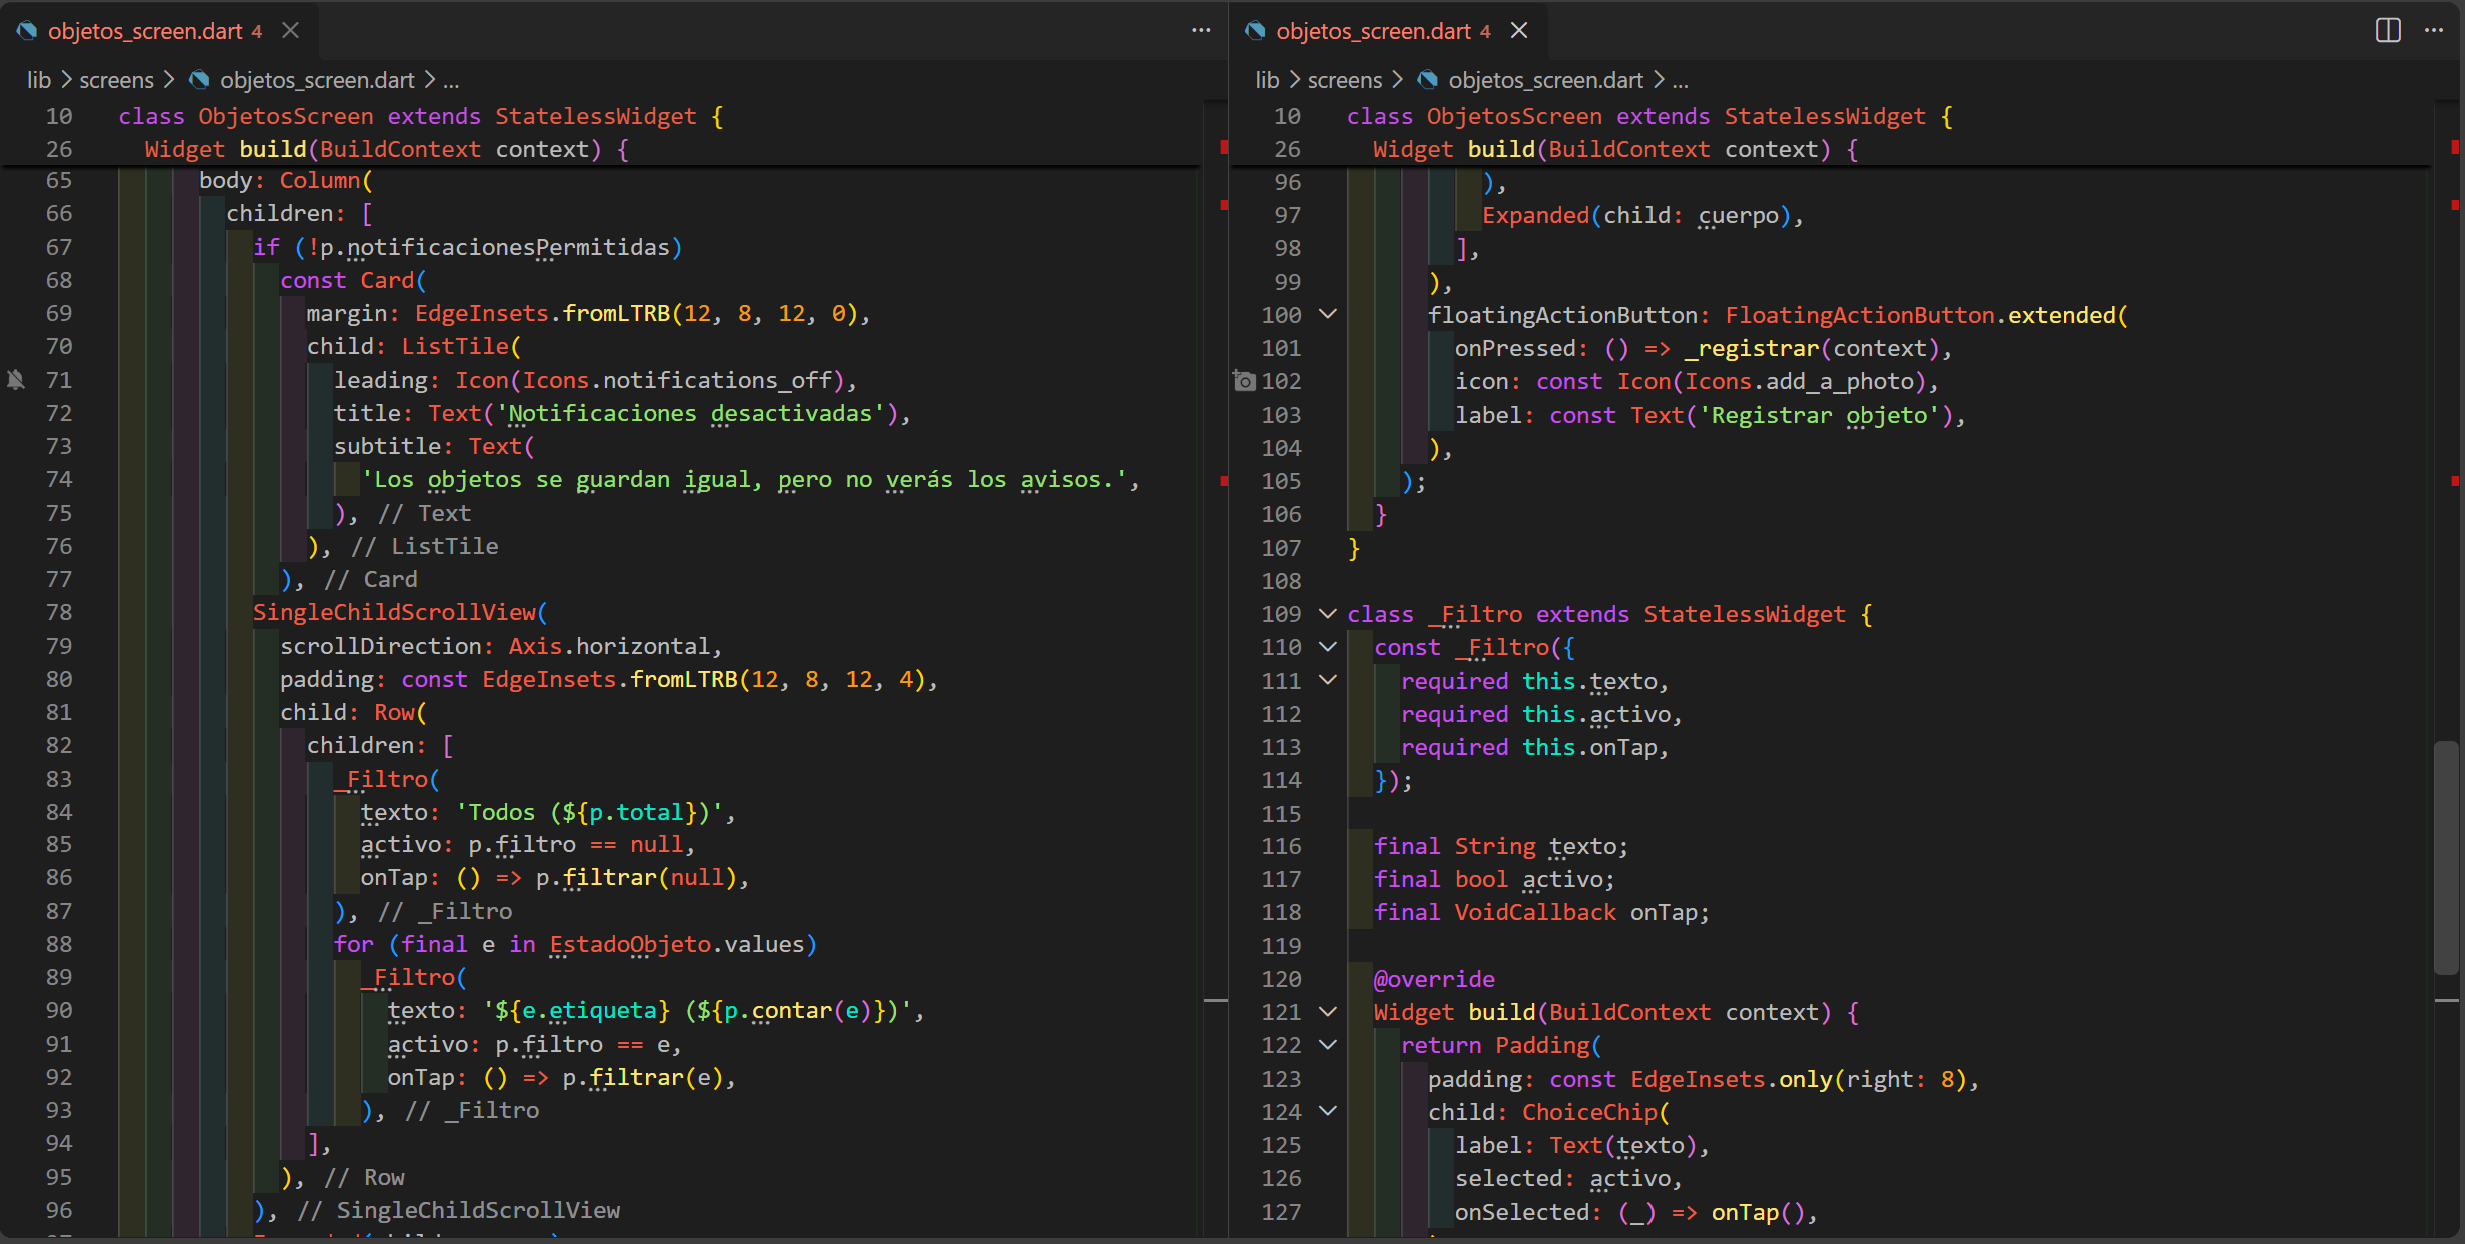 objetos_screen.dart 4
lib > screens > objetos_screen.dart > ...
10 class ObjetosScreen extends StatelessWidget {
26 Widget build(BuildContext context) {
65 body: Column(
66 children: [
67 if (!p.notificacionesPermitidas)
68 const Card(
69 margin: EdgeInsets.fromLTRB(12, 8, 12, 0),
70 child: ListTile(
71 leading: Icon(Icons.notifications_off),
72 title: Text('Notificaciones desactivadas'),
73 subtitle: Text(
74 'Los objetos se guardan igual, pero no verás los avisos.',
75 ), // Text
76 ), // ListTile
77 ), // Card
78 SingleChildScrollView(
79 scrollDirection: Axis.horizontal,
80 padding: const EdgeInsets.fromLTRB(12, 8, 12, 4),
81 child: Row(
82 children: [
83 _Filtro(
84 texto: 'Todos (${p.total})',
85 activo: p.filtro == null,
86 onTap: () => p.filtrar(null),
87 ), // _Filtro
88 for (final e in EstadoObjeto.values)
89 _Filtro(
90 texto: '${e.etiqueta} (${p.contar(e)})',
91 activo: p.filtro == e,
92 onTap: () => p.filtrar(e),
93 ), // _Filtro
94 ],
95 ), // Row
96 ), // SingleChildScrollView
objetos_screen.dart 4
lib > screens > objetos_screen.dart > ...
10 class ObjetosScreen extends StatelessWidget {
26 Widget build(BuildContext context) {
96 ),
97 Expanded(child: cuerpo),
98 ],
99 ),
100 floatingActionButton: FloatingActionButton.extended(
101 onPressed: () => _registrar(context),
102 icon: const Icon(Icons.add_a_photo),
103 label: const Text('Registrar objeto'),
104 ),
105 );
106 }
107 }
108
109 class _Filtro extends StatelessWidget {
110 const _Filtro({
111 required this.texto,
112 required this.activo,
113 required this.onTap,
114 });
115
116 final String texto;
117 final bool activo;
118 final VoidCallback onTap;
119
120 @override
121 Widget build(BuildContext context) {
122 return Padding(
123 padding: const EdgeInsets.only(right: 8),
124 child: ChoiceChip(
125 label: Text(texto),
126 selected: activo,
127 onSelected: (_) => onTap(),